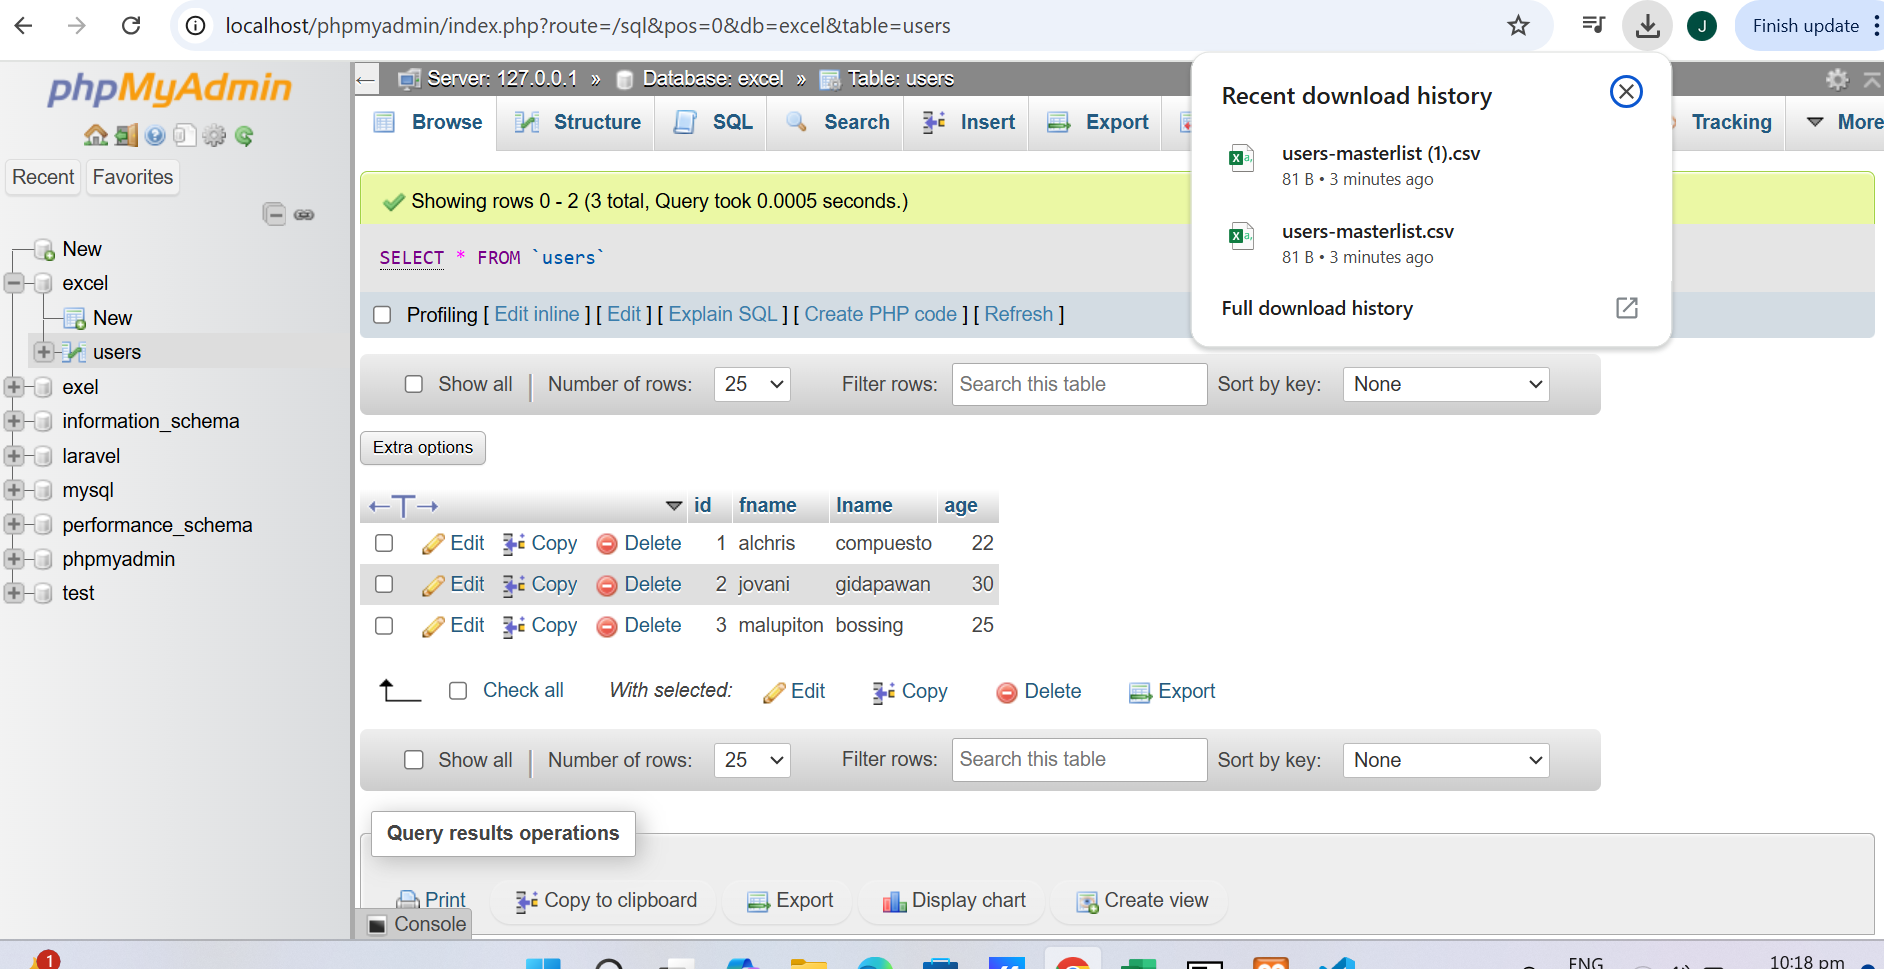 localhost/phpmyadmin/index.php?route=/sql&pos=0&db=excel&table=users
J
Finish update
phpMyAdmin
Recent
Favorites
New
excel
New
users
exel
information_schema
laravel
mysql
performance_schema
phpmyadmin
test
Server: 127.0.0.1 » Database: excel » Table: users
Browse
Structure
SQL
Search
Insert
Export
Tracking
More
Recent download history
users-masterlist (1).csv
81 B • 3 minutes ago
users-masterlist.csv
81 B • 3 minutes ago
Full download history
Showing rows 0 - 2 (3 total, Query took 0.0005 seconds.)
SELECT * FROM `users`
Profiling [ Edit inline ] [ Edit ] [ Explain SQL ] [ Create PHP code ] [ Refresh ]
Show all Number of rows: 25 Filter rows: Search this table Sort by key: None
Extra options
id fname lname age
Edit Copy Delete 1 alchris compuesto 22
Edit Copy Delete 2 jovani gidapawan 30
Edit Copy Delete 3 malupiton bossing 25
Check all With selected: Edit Copy Delete Export
Show all Number of rows: 25 Filter rows: Search this table Sort by key: None
Query results operations
Print Copy to clipboard Export Display chart Create view
Console
1
ENG
10:18 pm